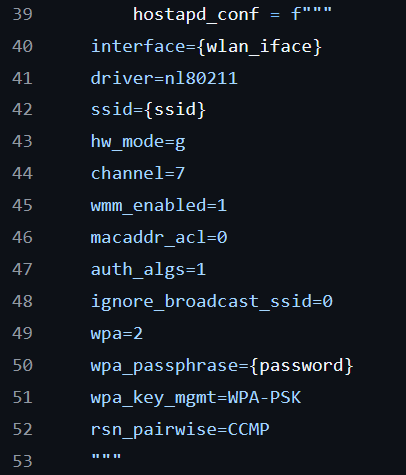 39 hostapd_conf = f"""
40 interface={wlan_iface}
41 driver=nl80211
42 ssid={ssid}
43 hw_mode=g
44 channel=7
45 wmm_enabled=1
46 macaddr_acl=0
47 auth_algs=1
48 ignore_broadcast_ssid=0
49 wpa=2
50 wpa_passphrase={password}
51 wpa_key_mgmt=WPA-PSK
52 rsn_pairwise=CCMP
53 """